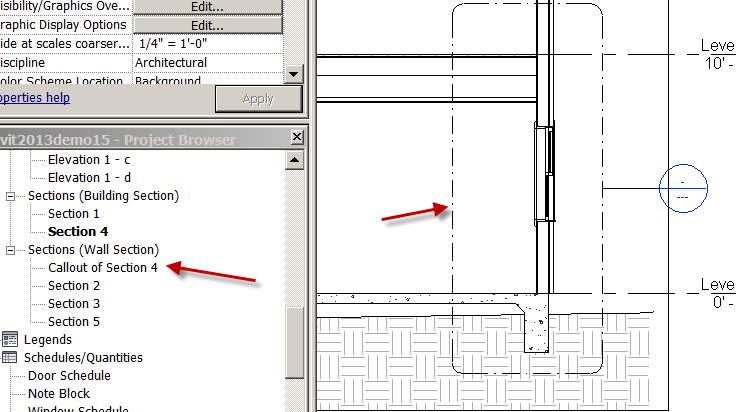 isibility/Graphics Ove... Edit...
raphic Display Options Edit...
ide at scales coarser... 1/4" = 1'-0"
iscipline Architectural
olor Scheme Location Background
operties help Apply
vit2013demo15 - Project Browser
Elevation 1 - c
Elevation 1 - d
Sections (Building Section)
Section 1
Section 4
Sections (Wall Section)
Callout of Section 4
Section 2
Section 3
Section 5
Legends
Schedules/Quantities
Door Schedule
Note Block
Window Schedule
Leve
10' -
-
---
Leve
0' -